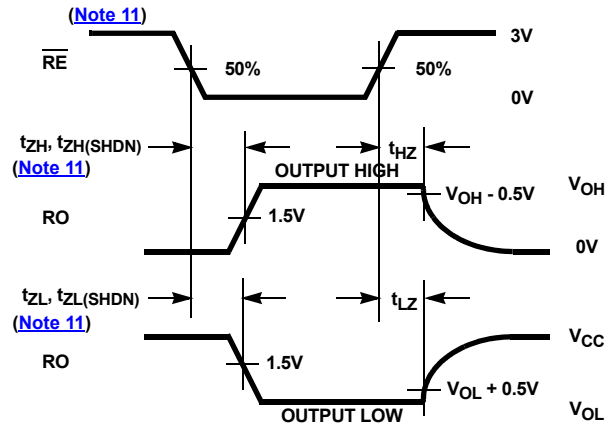 (Note 11)
RE
50%
50%
3V
0V
tZH, tZH(SHDN)
(Note 11)
RO
tHZ
OUTPUT HIGH
1.5V
VOH - 0.5V
VOH
0V
tZL, tZL(SHDN)
(Note 11)
RO
tLZ
1.5V
OUTPUT LOW
VOL + 0.5V
VCC
VOL